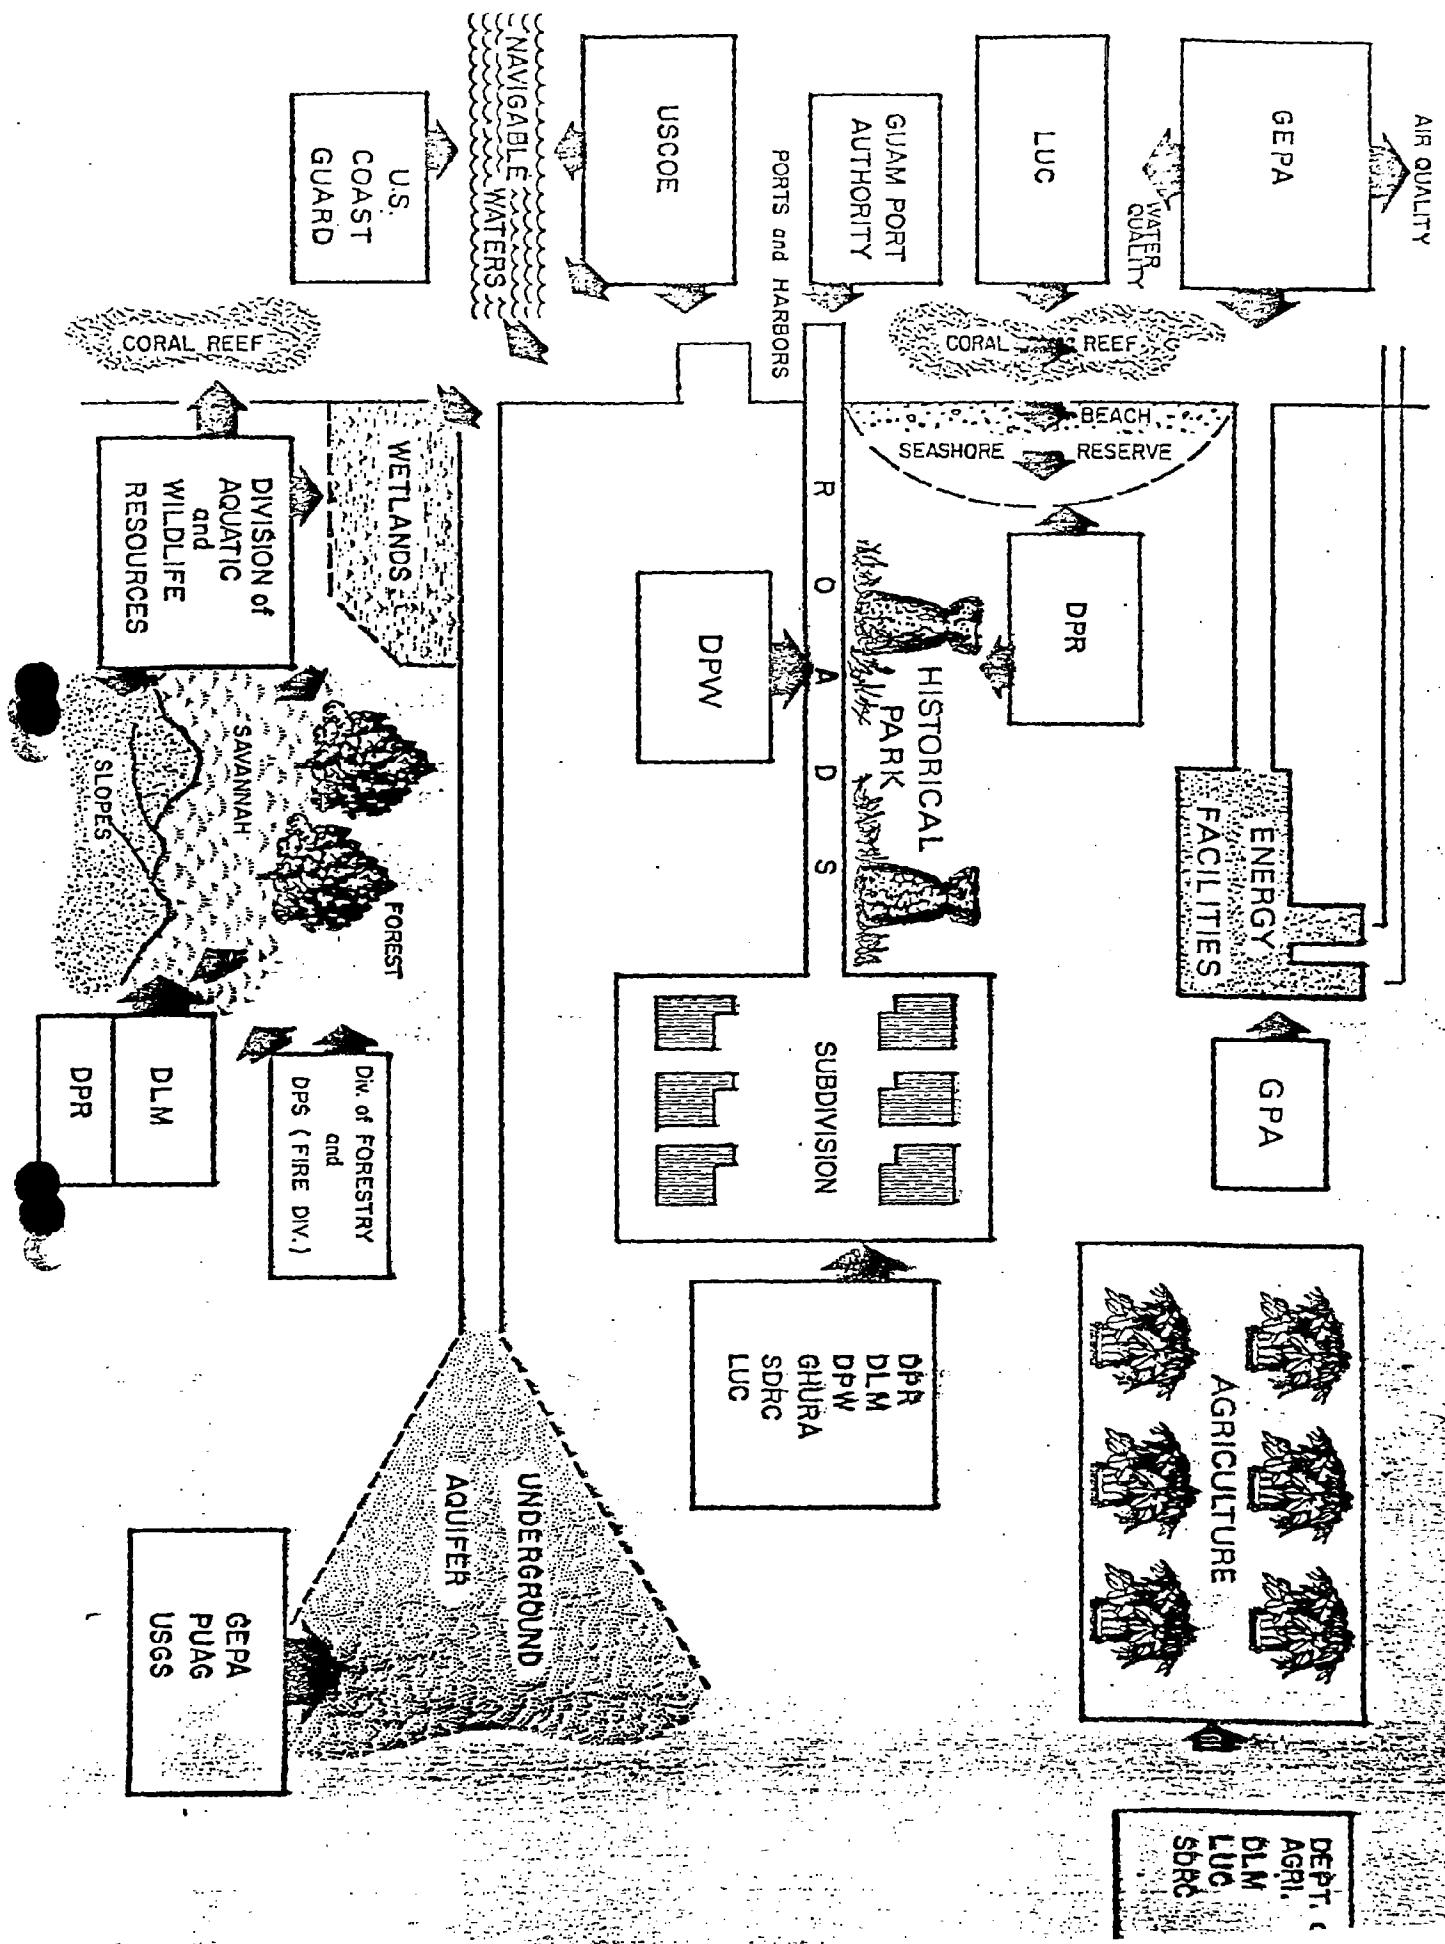 AIR QUALITY
GEPA
WATER
QUALITY
LUC
GUAM PORT
AUTHORITY
PORTS and HARBORS
USCOE
NAVIGABLE WATERS
U.S.
COAST
GUARD
CORAL REEF
CORAL REEF
BEACH
SEASHORE RESERVE
ROADS
WETLANDS
DIVISION of
AQUATIC
and
WILDLIFE
RESOURCES
DPR
HISTORICAL
PARK
DPW
ENERGY
FACILITIES
SAVANNAH
SLOPES
FOREST
GPA
SUBDIVISION
Div. of FORESTRY
and
DPS (FIRE DIV.)
DLM
DPR
AGRICULTURE
DPR
DLM
DPW
GHURA
SDRC
LUC
UNDERGROUND
AQUIFER
GEPA
PUAG
USGS
DEPT.
AGRI.
DLM
LUC
SDRC